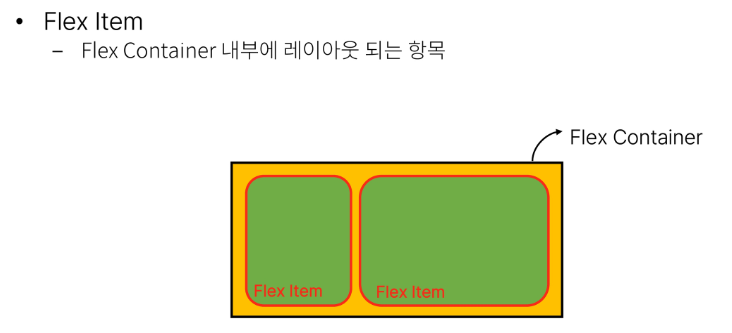 • Flex Item
– Flex Container 내부에 레이아웃 되는 항목
Flex Container
Flex Item
Flex Item